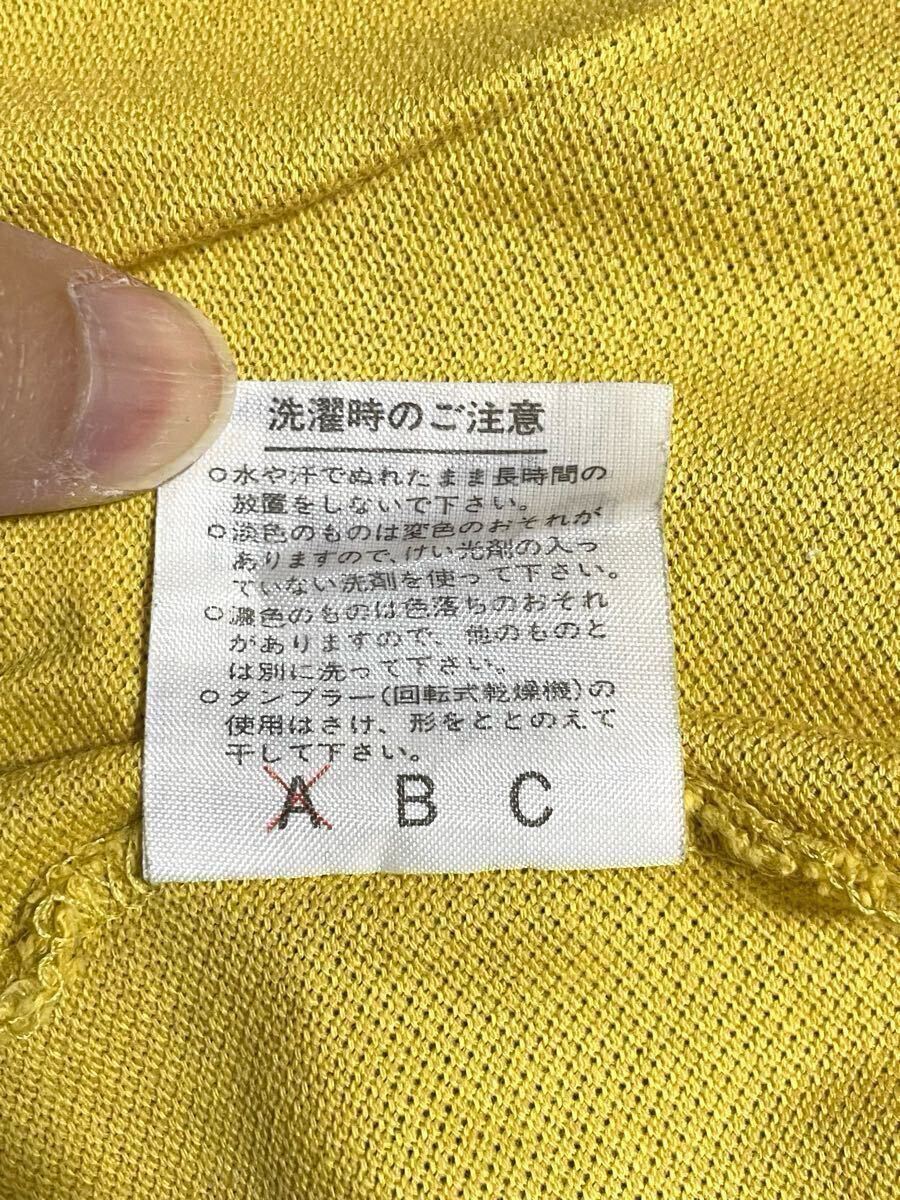 洗濯時のご注意
○水や汗でぬれたまま長時間の
放置をしないで下さい。
○淡色のものは変色のおそれが
ありますので、けい光剤の入っ
ていない洗剤を使って下さい。
○濃色のものは色落ちのおそれ
がありますので、他のものと
は別に洗って下さい。
○タンブラー(回転式乾燥機)の
使用はさけ、形をととのえて
干して下さい。
A B C